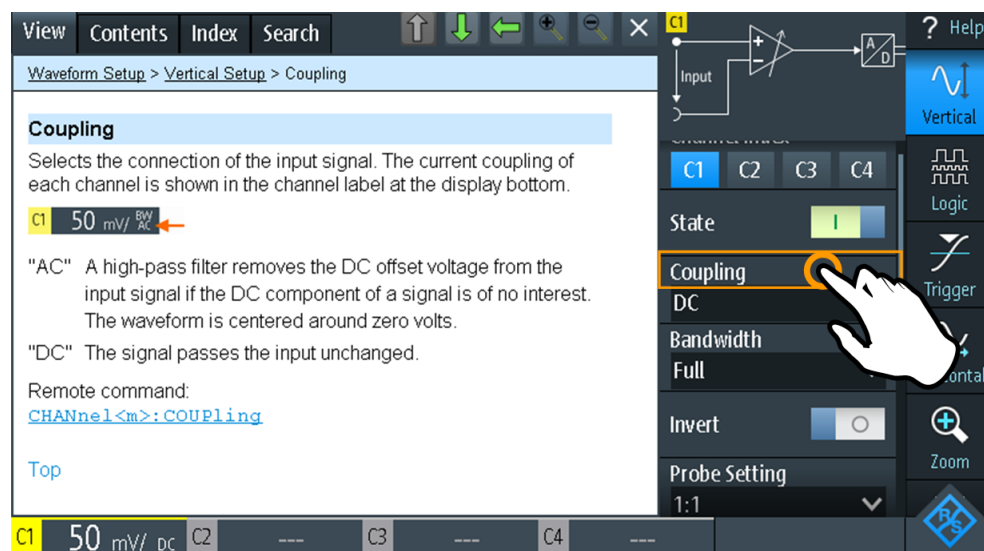 View Contents Index Search
Waveform Setup > Vertical Setup > Coupling
Coupling
Selects the connection of the input signal. The current coupling of
each channel is shown in the channel label at the display bottom.
C1 50 mV/ BW AC
"AC" A high-pass filter removes the DC offset voltage from the
input signal if the DC component of a signal is of no interest.
The waveform is centered around zero volts.
"DC" The signal passes the input unchanged.
Remote command:
CHANnel<m>:COUPling
Top
C1
Input
+
-
A/D
C1 C2 C3 C4
State I
Coupling
DC
Bandwidth
Full
Invert O
Probe Setting
1:1
? Help
Vertical
Logic
Trigger
Zoom
R&S
C1 50 mV/ DC C2 --- C3 --- C4 ---